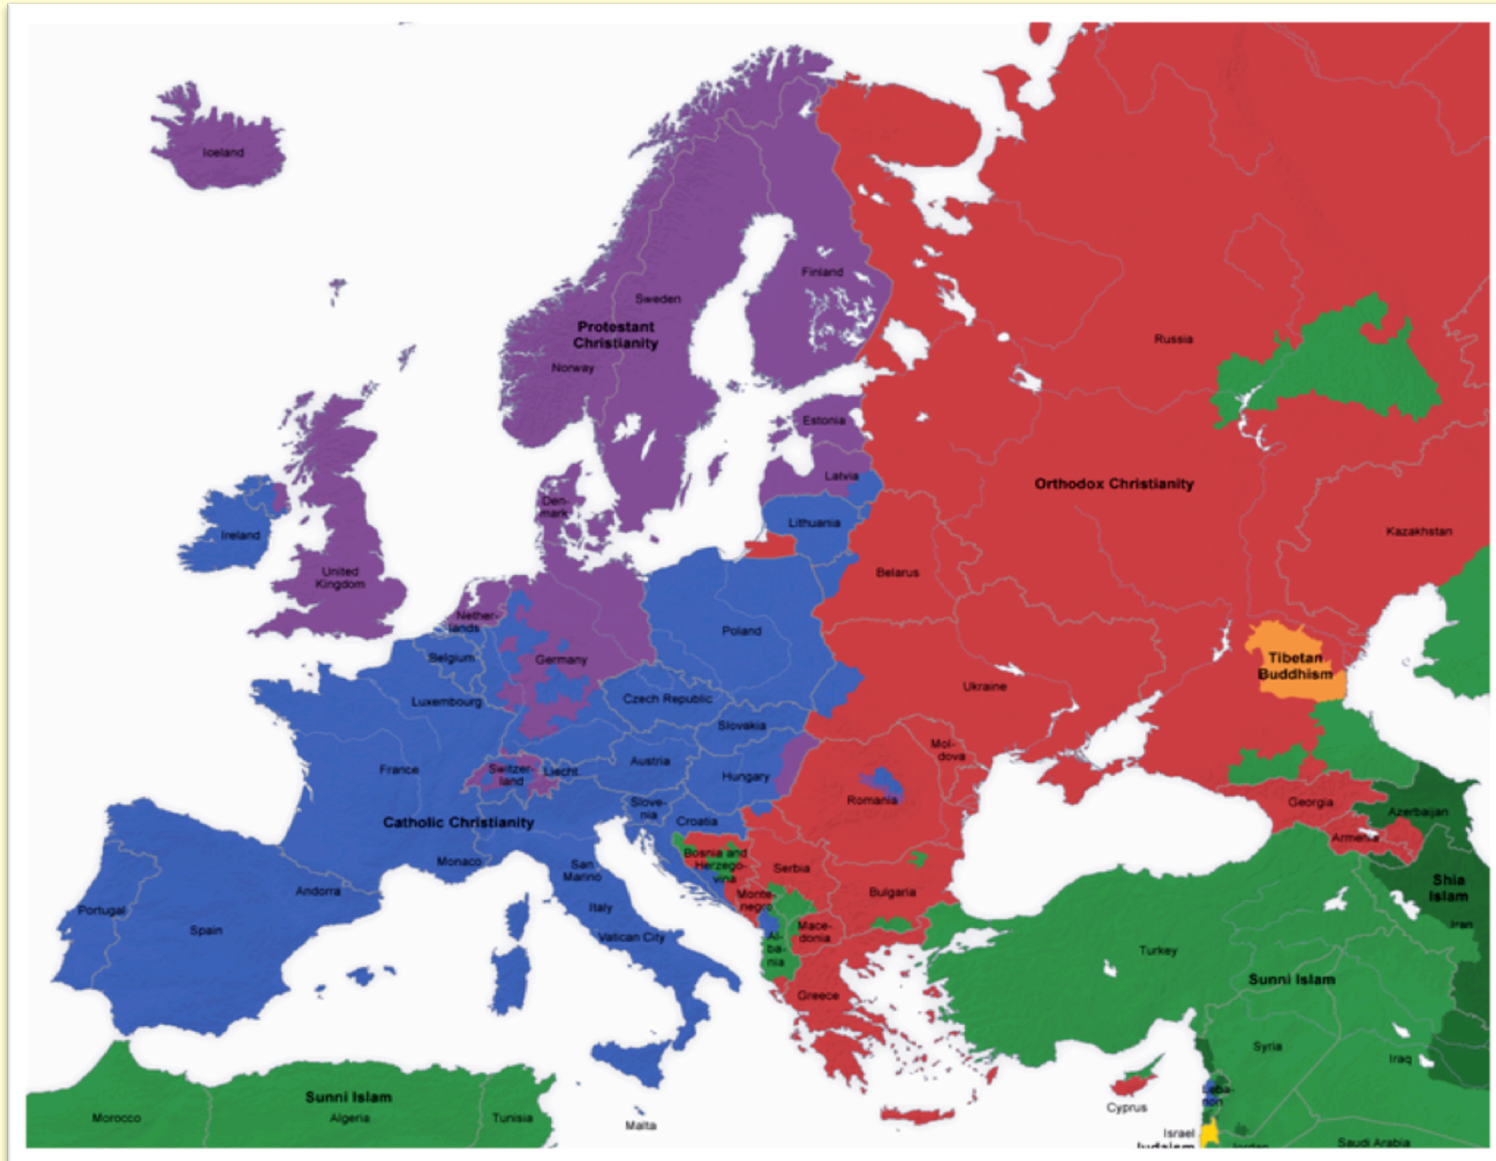 Iceland
Finland
Sweden
Protestant
Christianity
Norway
Russia
Estonia
Latvia
Orthodox Christianity
Den-
mark
Lithuania
Kazakhstan
Ireland
United
Kingdom
Belarus
Nether-
lands
Poland
Belgium
Germany
Tibetan
Buddhism
Ukraine
Czech Republic
Luxembourg
Slovakia
Mol-
dova
Austria
France
Switzer-
land
Liecht.
Hungary
Romania
Slove-
nia
Georgia
Azerbaijan
Catholic Christianity
Croatia
Armenia
Bosnia and
Herzego-
vina
Monaco
San
Marino
Serbia
Andorra
Monte-
negro
Bulgaria
Shia
Islam
Portugal
Italy
Spain
Vatican City
Mace-
donia
Iran
Al-
ba-
nia
Turkey
Sunni Islam
Greece
Syria
Iraq
Sunni Islam
Leba-
non
Morocco
Algeria
Tunisia
Malta
Cyprus
Israel
Judaism
Jordan
Saudi Arabia